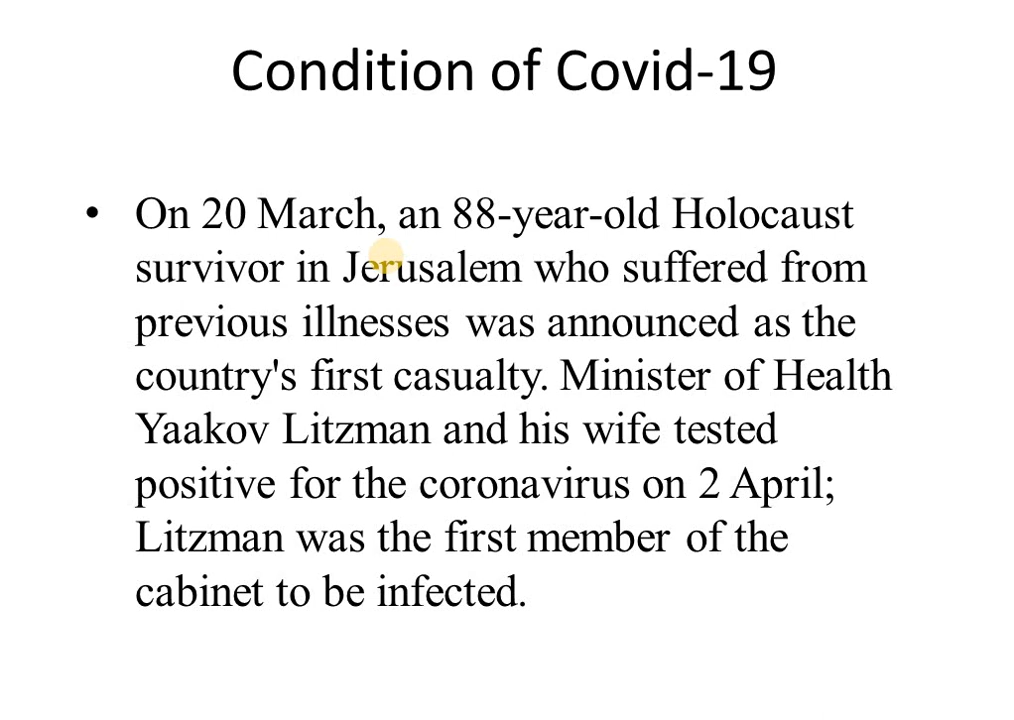 Condition of Covid-19
• On 20 March, an 88-year-old Holocaust
survivor in Jerusalem who suffered from
previous illnesses was announced as the
country's first casualty. Minister of Health
Yaakov Litzman and his wife tested
positive for the coronavirus on 2 April;
Litzman was the first member of the
cabinet to be infected.